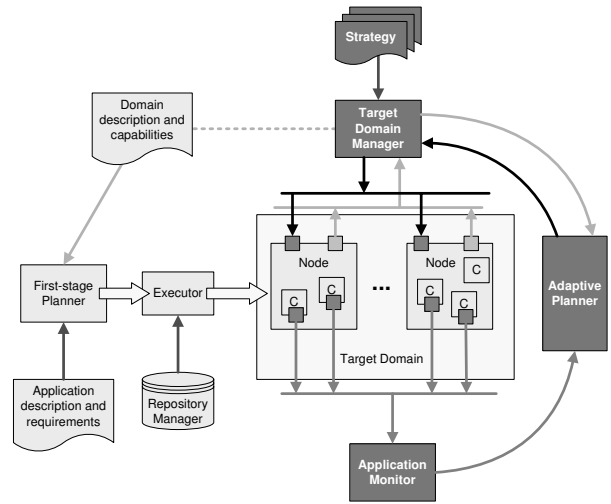 Strategy
Domain
description and
capabilities
Target
Domain
Manager
Node
C
C
...
Node
C
C
C
Target Domain
First-stage
Planner
Executor
Adaptive
Planner
Application
description and
requirements
Repository
Manager
Application
Monitor